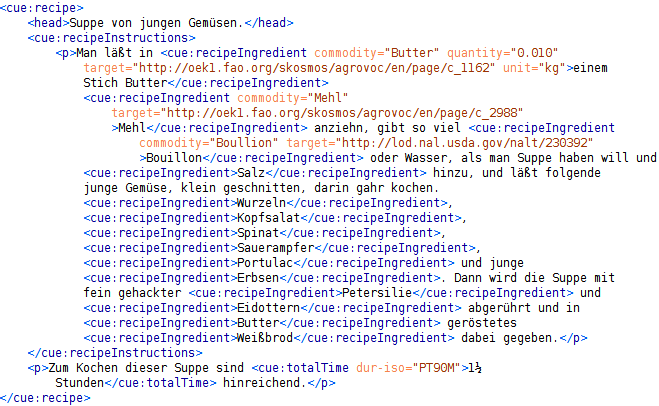 <cue:recipe>
<head>Suppe von jungen Gemüsen.</head>
<cue:recipeInstructions>
<p>Man läßt in <cue:recipeIngredient commodity="Butter" quantity="0.010"
target="http://oek1.fao.org/skosmos/agrovoc/en/page/c_1162" unit="kg">einem
Stich Butter</cue:recipeIngredient>
<cue:recipeIngredient commodity="Mehl"
target="http://oek1.fao.org/skosmos/agrovoc/en/page/c_2988"
>Mehl</cue:recipeIngredient> anziehn, gibt so viel <cue:recipeIngredient
commodity="Boullion" target="http://lod.nal.usda.gov/nalt/230392"
>Bouillon</cue:recipeIngredient> oder Wasser, als man Suppe haben will und
<cue:recipeIngredient>Salz</cue:recipeIngredient> hinzu, und läßt folgende
junge Gemüse, klein geschnitten, darin gahr kochen.
<cue:recipeIngredient>Wurzeln</cue:recipeIngredient>,
<cue:recipeIngredient>Kopfsalat</cue:recipeIngredient>,
<cue:recipeIngredient>Spinat</cue:recipeIngredient>,
<cue:recipeIngredient>Sauerampfer</cue:recipeIngredient>,
<cue:recipeIngredient>Portulac</cue:recipeIngredient> und junge
<cue:recipeIngredient>Erbsen</cue:recipeIngredient>. Dann wird die Suppe mit
fein gehackter <cue:recipeIngredient>Petersilie</cue:recipeIngredient> und
<cue:recipeIngredient>Eidottern</cue:recipeIngredient> abgerührt und in
<cue:recipeIngredient>Butter</cue:recipeIngredient> geröstetes
<cue:recipeIngredient>Weißbrod</cue:recipeIngredient> dabei gegeben.</p>
</cue:recipeInstructions>
<p>Zum Kochen dieser Suppe sind <cue:totalTime dur-iso="PT90M">1½
Stunden</cue:totalTime> hinreichend.</p>
</cue:recipe>